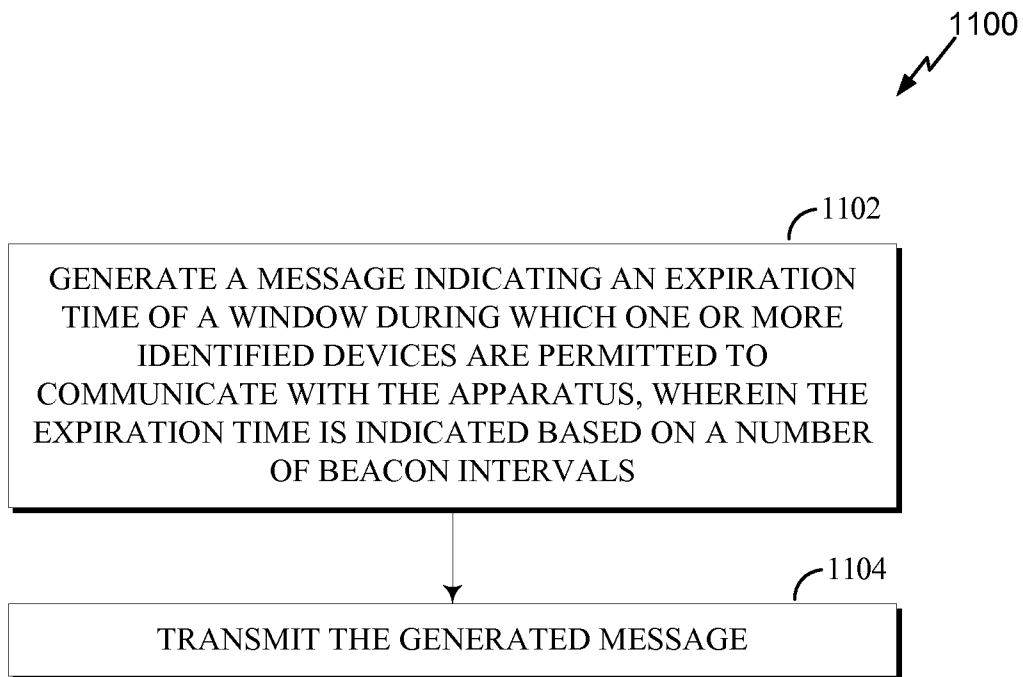 1100
1102
GENERATE A MESSAGE INDICATING AN EXPIRATION
TIME OF A WINDOW DURING WHICH ONE OR MORE
IDENTIFIED DEVICES ARE PERMITTED TO
COMMUNICATE WITH THE APPARATUS, WHEREIN THE
EXPIRATION TIME IS INDICATED BASED ON A NUMBER
OF BEACON INTERVALS
1104
TRANSMIT THE GENERATED MESSAGE